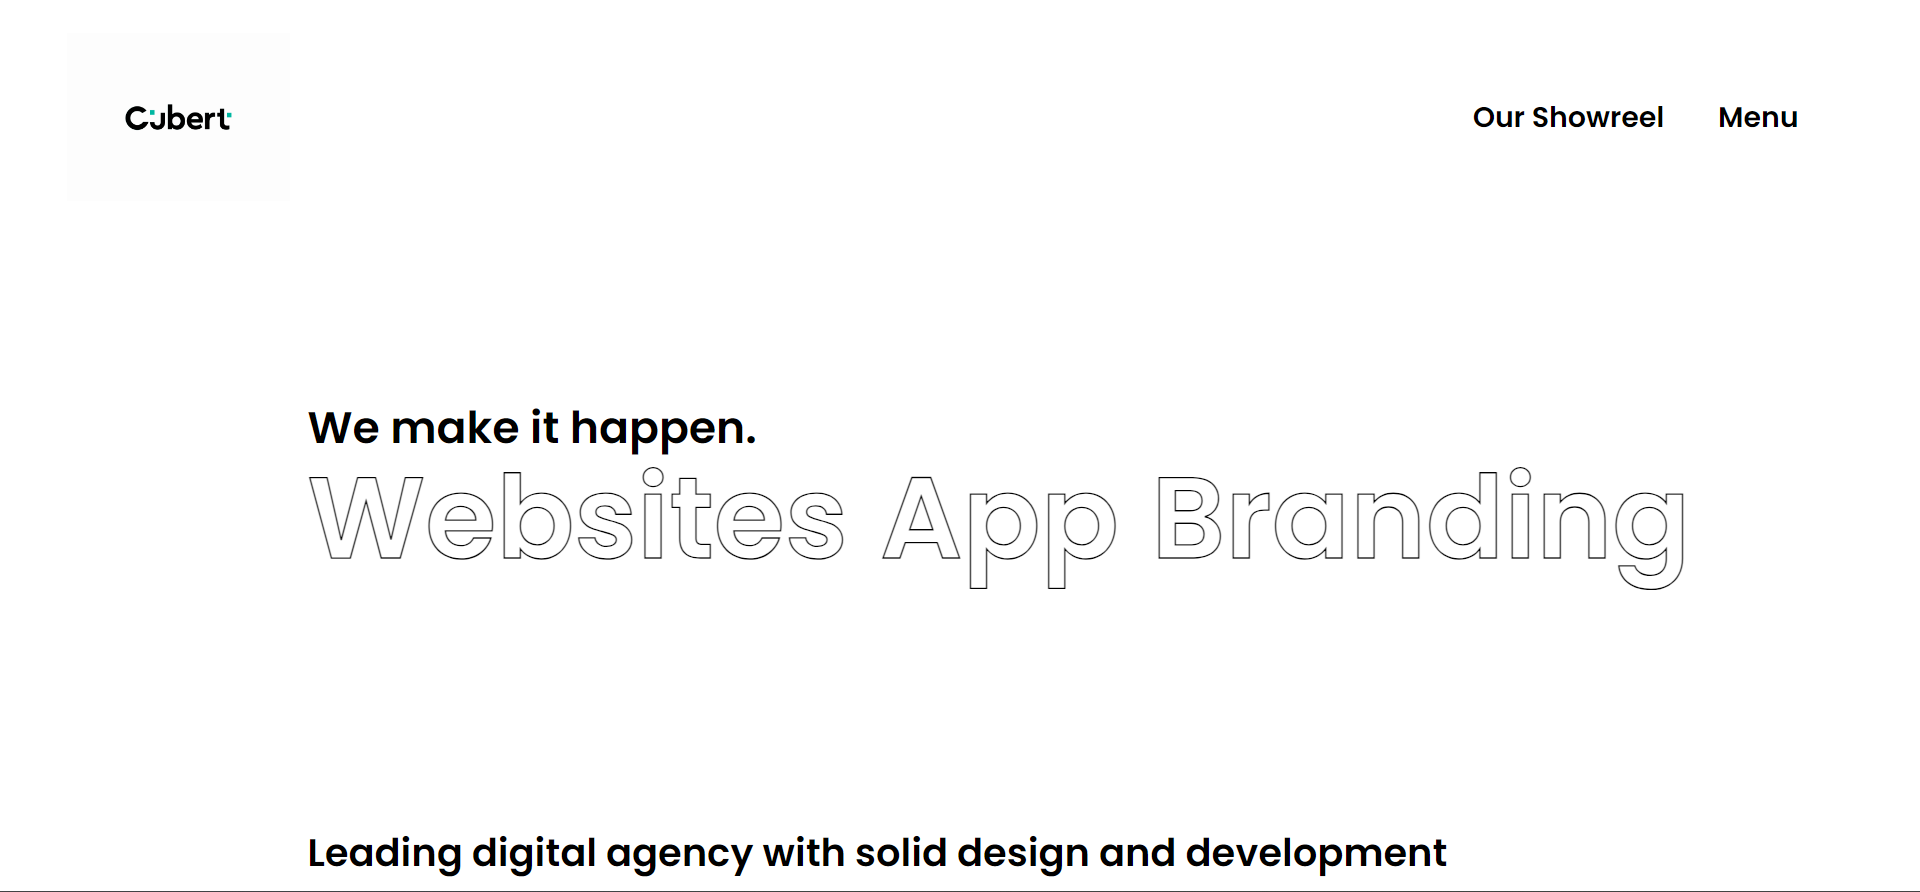 Cubert
Our Showreel
Menu
We make it happen.
Websites App Branding
Leading digital agency with solid design and development